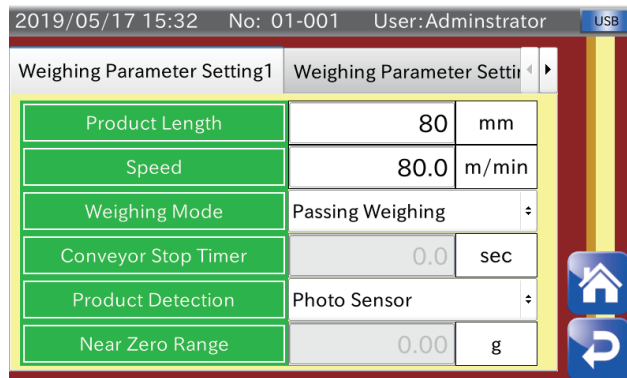 2019/05/17 15:32 No: 01-001 User:Adminstrator USB
Weighing Parameter Setting1 Weighing Parameter
Product Length 80 mm
Speed 80.0 m/min
Weighing Mode Passing Weighing
Conveyor Stop Timer 0.0 sec
Product Detection Photo Sensor
Near Zero Range 0.00 g